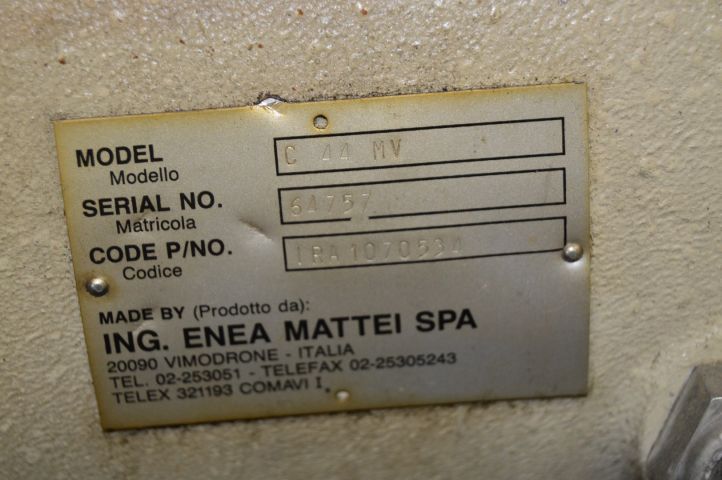 MODEL C 44 MV
Modello
SERIAL NO. 64757
Matricola
CODE P/NO. IRA1070534
Codice
MADE BY (Prodotto da):
ING. ENEA MATTEI SPA
20090 VIMODRONE - ITALIA
TEL. 02-253051 - TELEFAX 02-25305243
TELEX 321193 COMAVI I.